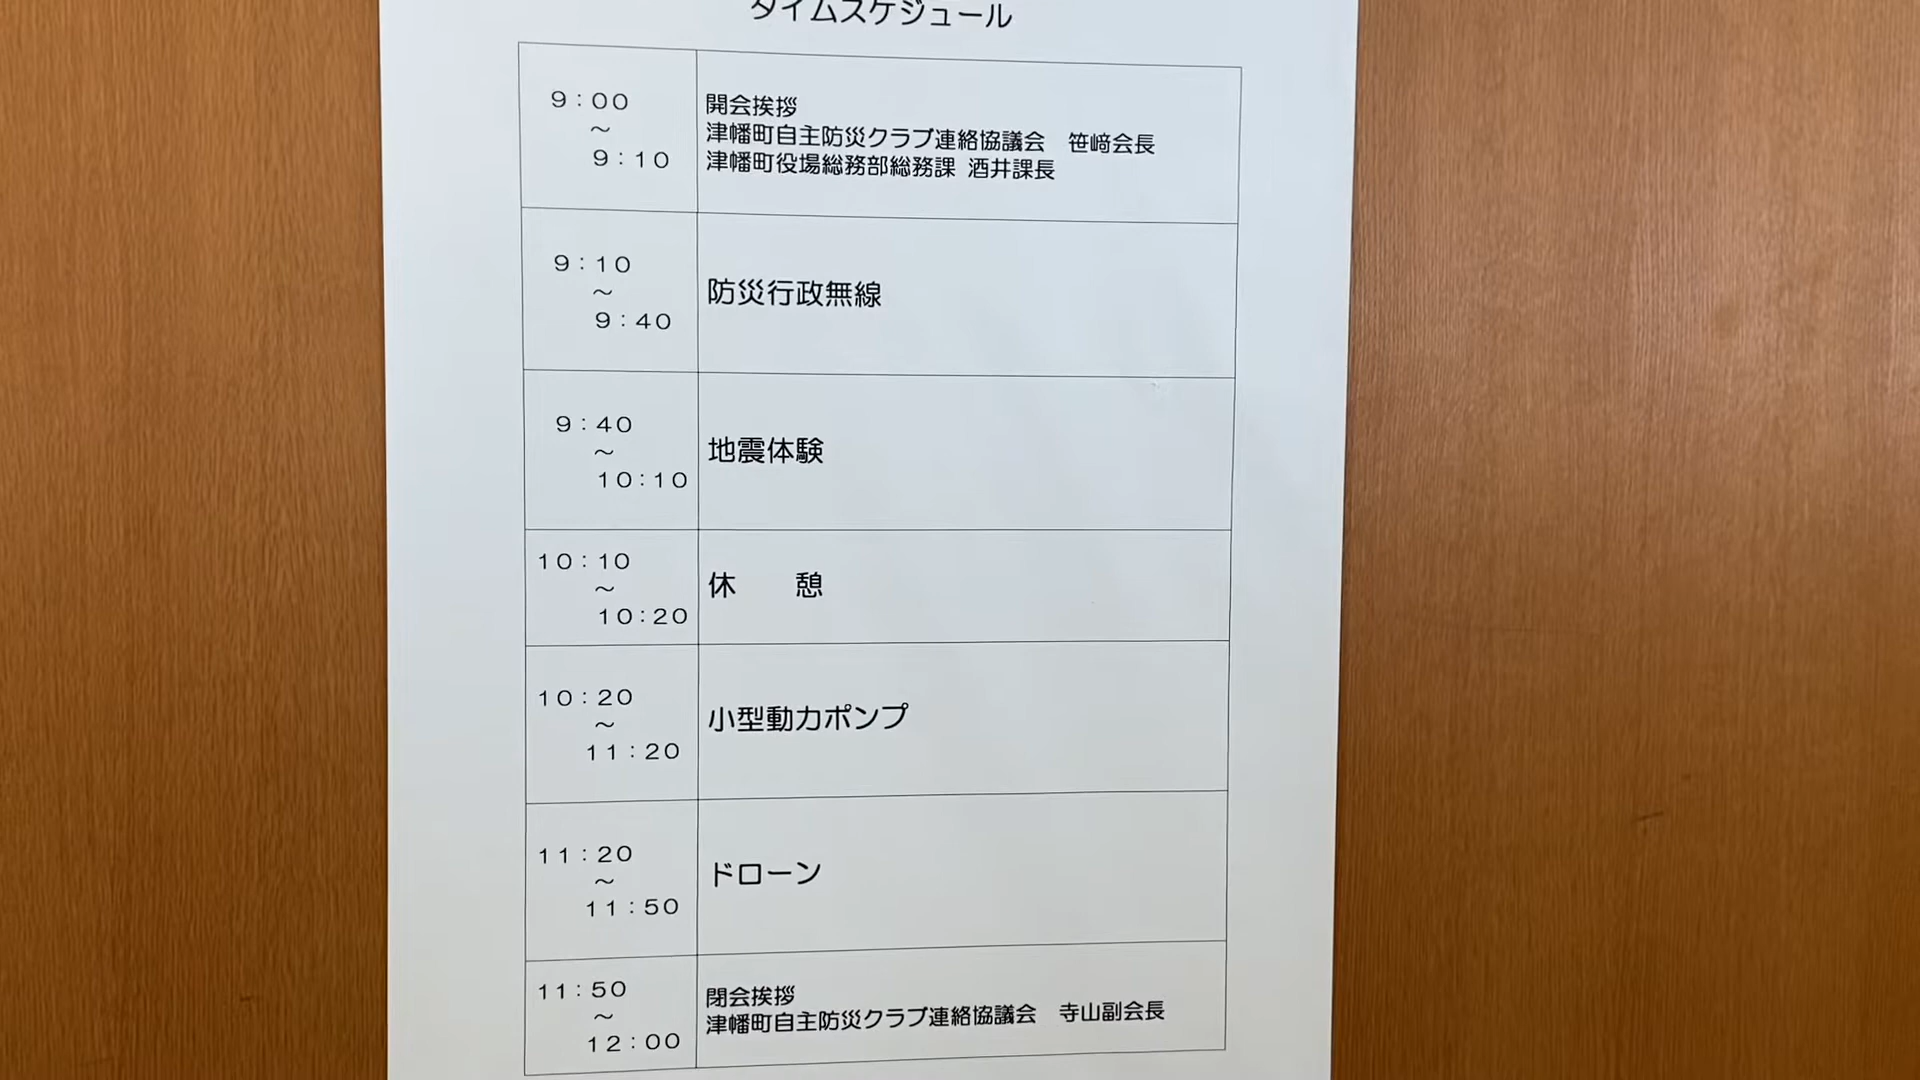 タイムスケジュール
9:00
~
9:10
開会挨拶
津幡町自主防災クラブ連絡協議会 笹﨑会長
津幡町役場総務部総務課 酒井課長
9:10
~
9:40
防災行政無線
9:40
~
10:10
地震体験
10:10
~
10:20
休 憩
10:20
~
11:20
小型動力ポンプ
11:20
~
11:50
ドローン
11:50
~
12:00
閉会挨拶
津幡町自主防災クラブ連絡協議会 寺山副会長